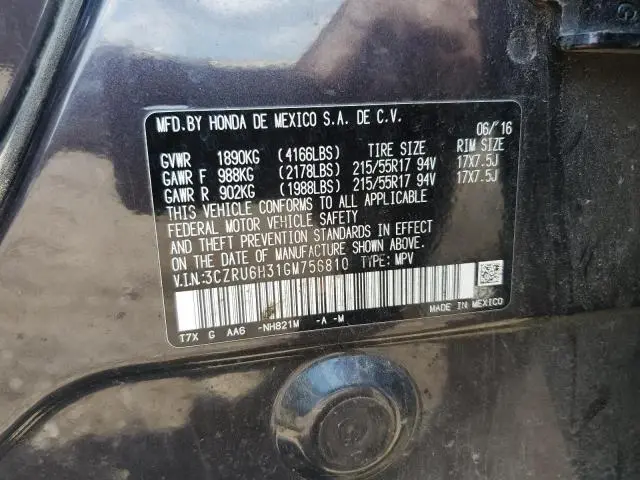 MFD.BY HONDA DE MEXICO S.A. DE C.V.
06/'16
GVWR 1890KG (4166LBS) TIRE SIZE RIM SIZE
GAWR F 988KG (2178LBS) 215/55R17 94V 17X7.5J
GAWR R 902KG (1988LBS) 215/55R17 94V 17X7.5J
THIS VEHICLE CONFORMS TO ALL APPLICABLE
FEDERAL MOTOR VEHICLE SAFETY
AND THEFT PREVENTION STANDARDS IN EFFECT
ON THE DATE OF MANUFACTURE SHOWN ABOVE.
V.I.N:3CZRU6H31GM756810 TYPE: MPV
T7X G AA6 -NH821M -A -M MADE IN MEXICO